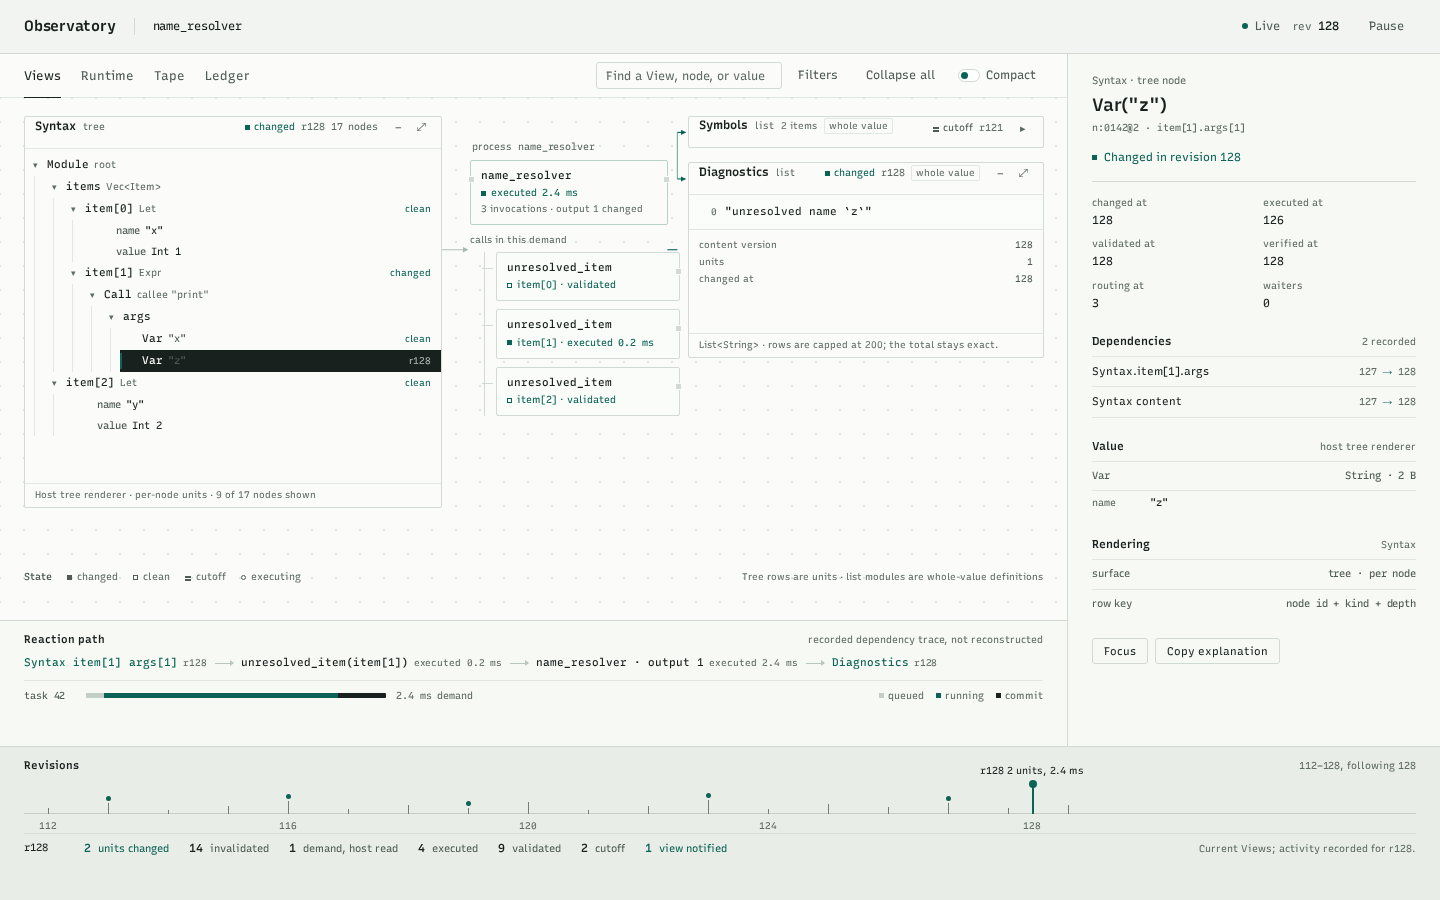 Observatory name_resolver Live rev 128 Pause
Views Runtime Tape Ledger Find a View, node, or value Filters Collapse all Compact
Syntax tree changed r128 17 nodes
Module root
items Vec<Item>
item[0] Let clean
name "x"
value Int 1
item[1] Expr changed
Call callee "print"
args
Var "x" clean
Var "z" r128
item[2] Let clean
name "y"
value Int 2
Host tree renderer · per-node units · 9 of 17 nodes shown
process name_resolver
name_resolver
executed 2.4 ms
3 invocations · output 1 changed
calls in this demand
unresolved_item
item[0] · validated
unresolved_item
item[1] · executed 0.2 ms
unresolved_item
item[2] · validated
Symbols list 2 items whole value cutoff r121
Diagnostics list changed r128 whole value
0 "unresolved name `z`"
content version 128
units 1
changed at 128
List<String> · rows are capped at 200; the total stays exact.
State changed clean cutoff executing
Tree rows are units · list modules are whole-value definitions
Reaction path recorded dependency trace, not reconstructed
Syntax item[1] args[1] r128 → unresolved_item(item[1]) executed 0.2 ms → name_resolver · output 1 executed 2.4 ms → Diagnostics r128
task 42 2.4 ms demand queued running commit
Syntax · tree node
Var("z")
n:0142@2 · item[1].args[1]
Changed in revision 128
changed at executed at
128 126
validated at verified at
128 128
routing at waiters
3 0
Dependencies 2 recorded
Syntax.item[1].args 127 → 128
Syntax content 127 → 128
Value host tree renderer
Var String · 2 B
name "z"
Rendering Syntax
surface tree · per node
row key node id + kind + depth
Focus Copy explanation
Revisions 112–128, following 128
r128 2 units, 2.4 ms
112 116 120 124 128
r128 2 units changed 14 invalidated 1 demand, host read 4 executed 9 validated 2 cutoff 1 view notified Current Views; activity recorded for r128.